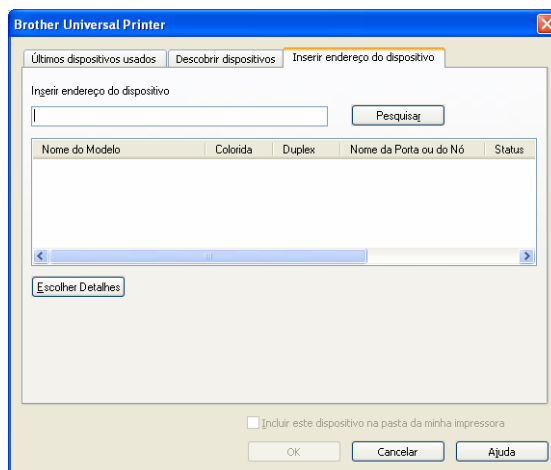 Brother Universal Printer
Últimos dispositivos usados Descobrir dispositivos Inserir endereço do dispositivo
Inserir endereço do dispositivo
Pesquisar
Nome do Modelo Colorida Duplex Nome da Porta ou do Nó Status
Escolher Detalhes
Incluir este dispositivo na pasta da minha impressora
OK Cancelar Ajuda